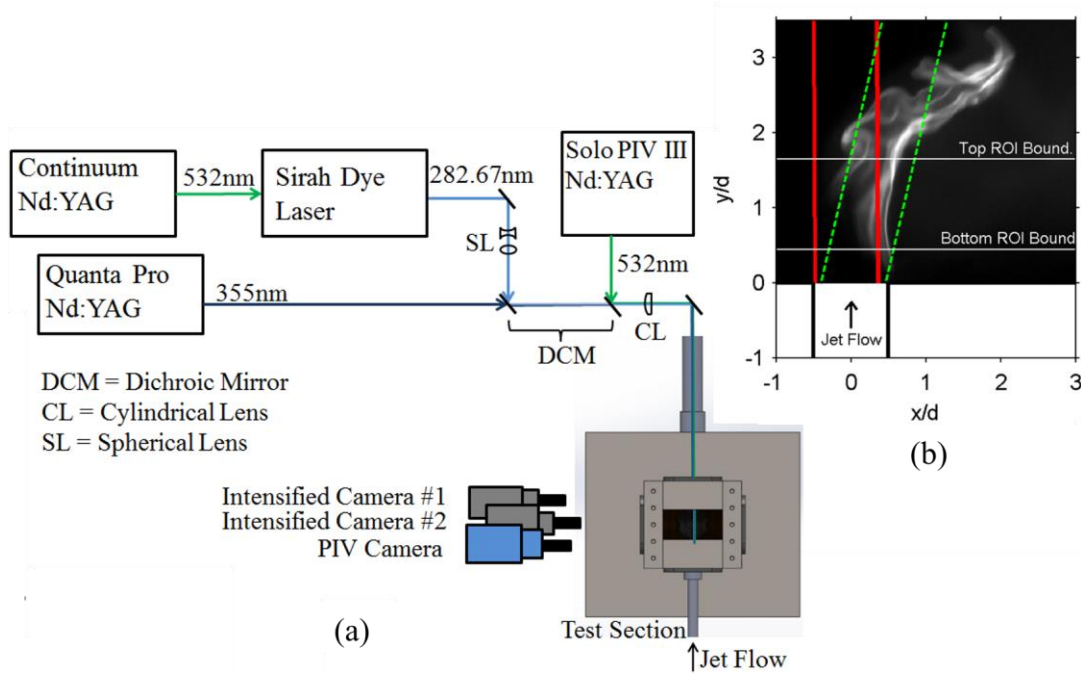 Continuum
Nd:YAG
532nm
Sirah Dye
Laser
282.67nm
SL
Solo PIV III
Nd:YAG
532nm
Quanta Pro
Nd:YAG
355nm
DCM
CL
DCM = Dichroic Mirror
CL = Cylindrical Lens
SL = Spherical Lens
Intensified Camera #1
Intensified Camera #2
PIV Camera
Test Section
Jet Flow
(a)
y/d
3
2
1
0
-1
Top ROI Bound.
Bottom ROI Bound
Jet Flow
-1 0 1 2 3
x/d
(b)